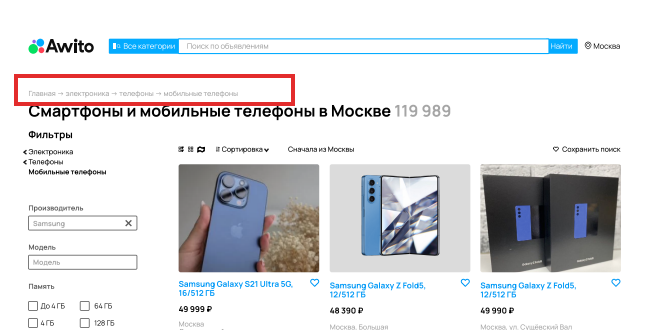 Awito
Все категории
Поиск по объявлениям
Найти
Москва
Главная → электроника → телефоны → мобильные телефоны
Смартфоны и мобильные телефоны в Москве 119 989
Фильтры
Сортировка
Сначала из Москвы
Сохранить поиск
Электроника
Телефоны
Мобильные телефоны
Производитель
Samsung
Модель
Модель
Память
До 4 ГБ
64 ГБ
4 ГБ
128 ГБ
Samsung Galaxy S21 Ultra 5G,
16/512 ГБ
49 999 ₽
Москва
Samsung Galaxy Z Fold5,
12/512 ГБ
48 390 ₽
Москва, Большая
Samsung Galaxy Z Fold5,
12/512 ГБ
49 990 ₽
Москва, ул. Сущёвский Вал